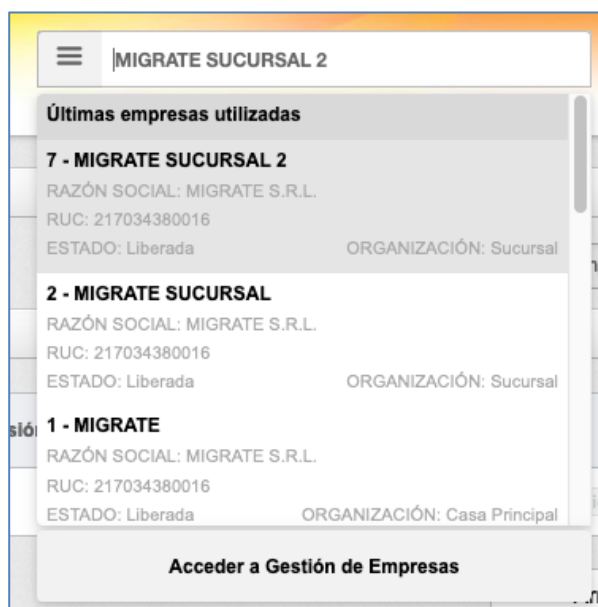 MIGRATE SUCURSAL 2
Últimas empresas utilizadas
7 - MIGRATE SUCURSAL 2
RAZÓN SOCIAL: MIGRATE S.R.L.
RUC: 217034380016
ESTADO: Liberada ORGANIZACIÓN: Sucursal
2 - MIGRATE SUCURSAL
RAZÓN SOCIAL: MIGRATE S.R.L.
RUC: 217034380016
ESTADO: Liberada ORGANIZACIÓN: Sucursal
1 - MIGRATE
RAZÓN SOCIAL: MIGRATE S.R.L.
RUC: 217034380016
ESTADO: Liberada ORGANIZACIÓN: Casa Principal
Acceder a Gestión de Empresas